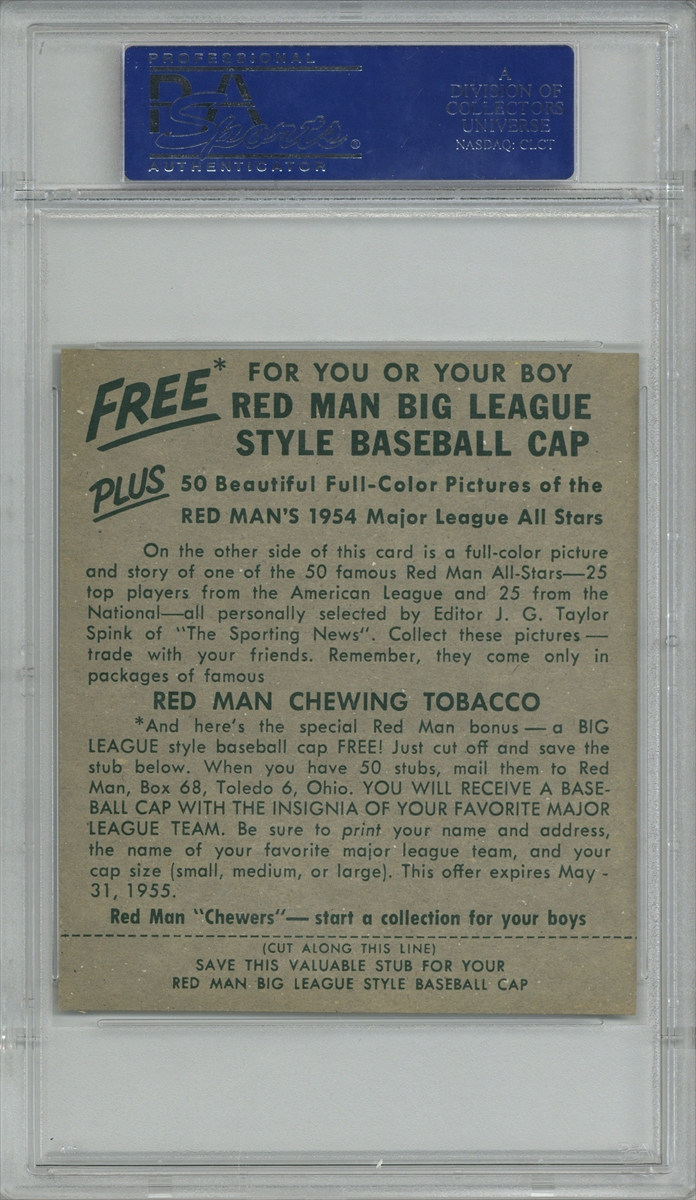 PROFESSIONAL
PSA
Sports®
AUTHENTICATOR
A
DIVISION OF
COLLECTORS
UNIVERSE
NASDAQ: CLCT
FREE* FOR YOU OR YOUR BOY
RED MAN BIG LEAGUE
STYLE BASEBALL CAP
PLUS 50 Beautiful Full-Color Pictures of the
RED MAN'S 1954 Major League All Stars
On the other side of this card is a full-color picture
and story of one of the 50 famous Red Man All-Stars—25
top players from the American League and 25 from the
National—all personally selected by Editor J. G. Taylor
Spink of "The Sporting News". Collect these pictures —
trade with your friends. Remember, they come only in
packages of famous
RED MAN CHEWING TOBACCO
*And here's the special Red Man bonus — a BIG
LEAGUE style baseball cap FREE! Just cut off and save the
stub below. When you have 50 stubs, mail them to Red
Man, Box 68, Toledo 6, Ohio. YOU WILL RECEIVE A BASE-
BALL CAP WITH THE INSIGNIA OF YOUR FAVORITE MAJOR
LEAGUE TEAM. Be sure to print your name and address,
the name of your favorite major league team, and your
cap size (small, medium, or large). This offer expires May -
31, 1955.
Red Man "Chewers"— start a collection for your boys
(CUT ALONG THIS LINE)
SAVE THIS VALUABLE STUB FOR YOUR
RED MAN BIG LEAGUE STYLE BASEBALL CAP